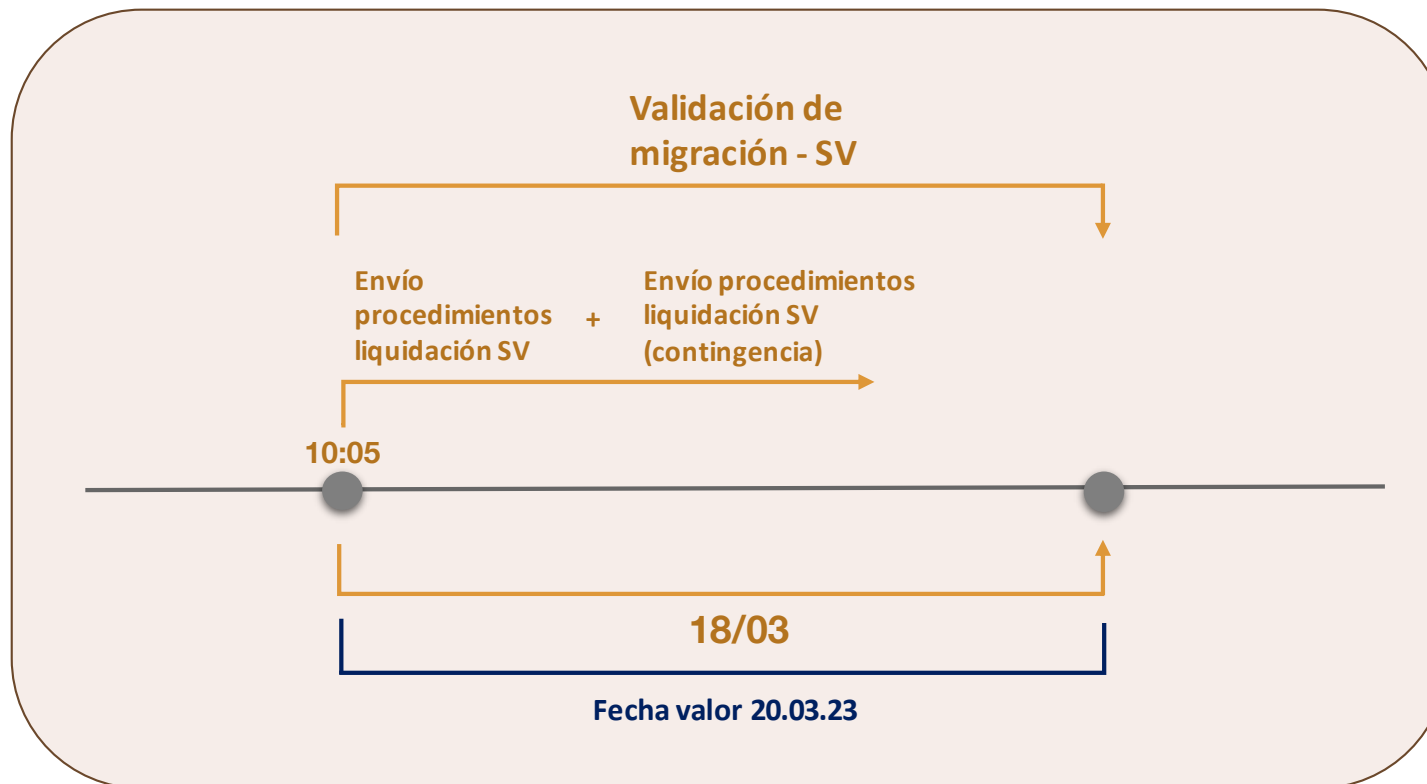 Validación de
migración - SV
Envío
procedimientos
liquidación SV
+
Envío procedimientos
liquidación SV
(contingencia)
10:05
18/03
Fecha valor 20.03.23